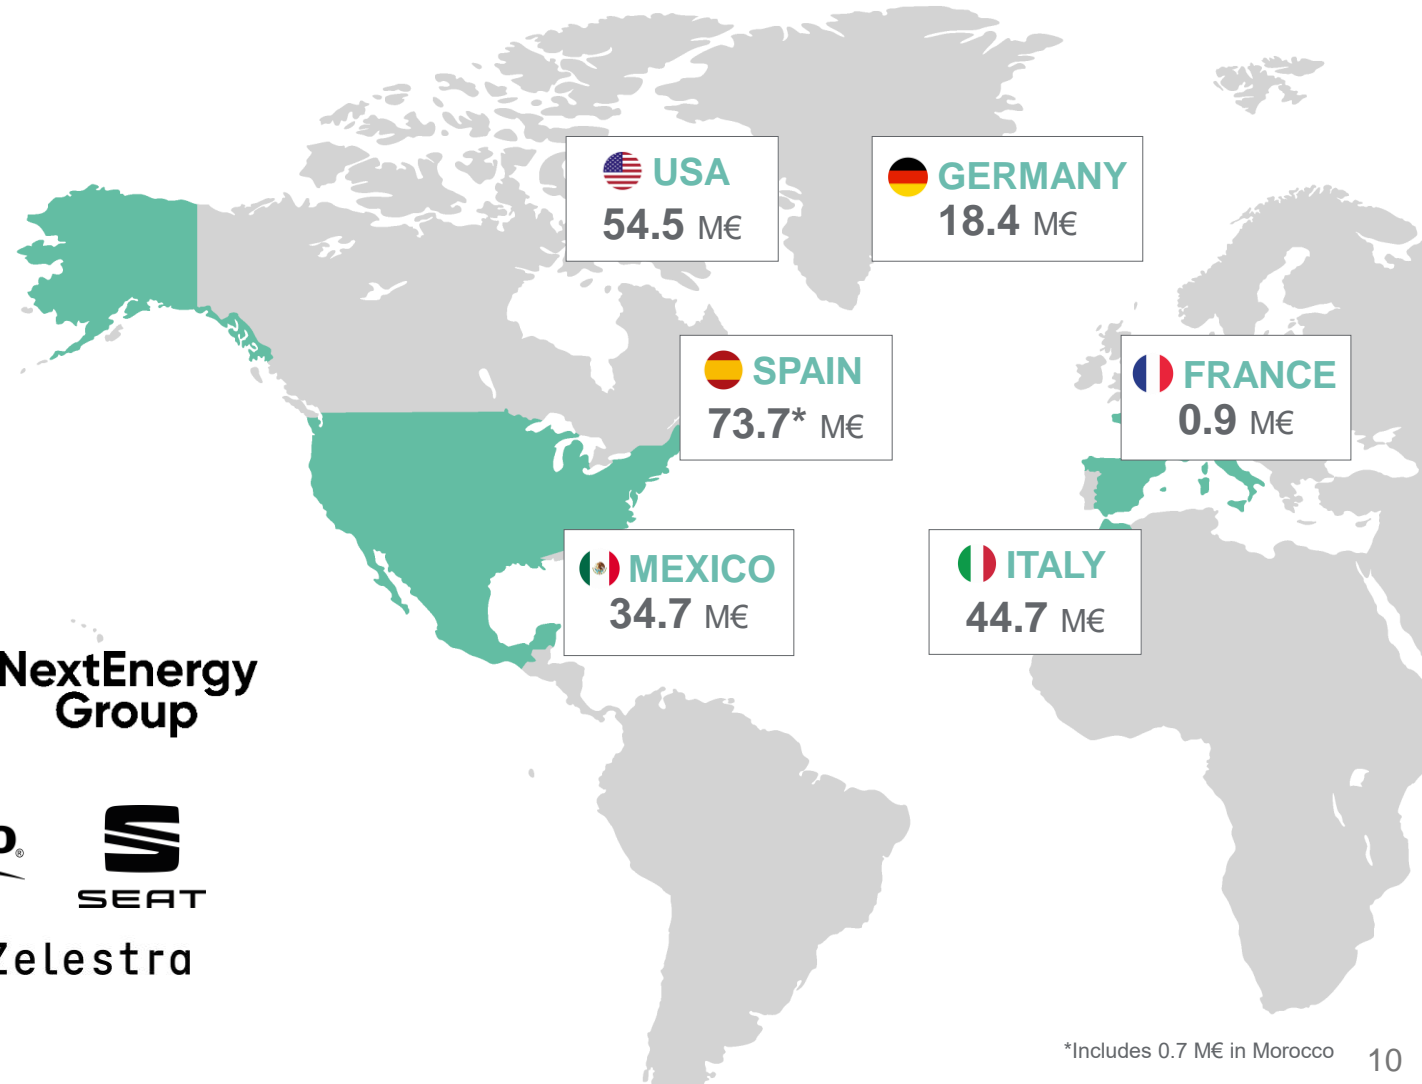 USA
54.5 M€
GERMANY
18.4 M€
SPAIN
73.7* M€
FRANCE
0.9 M€
MEXICO
34.7 M€
ITALY
44.7 M€
NextEnergy
Group
®
SEAT
Zelestra
*Includes 0.7 M€ in Morocco
10